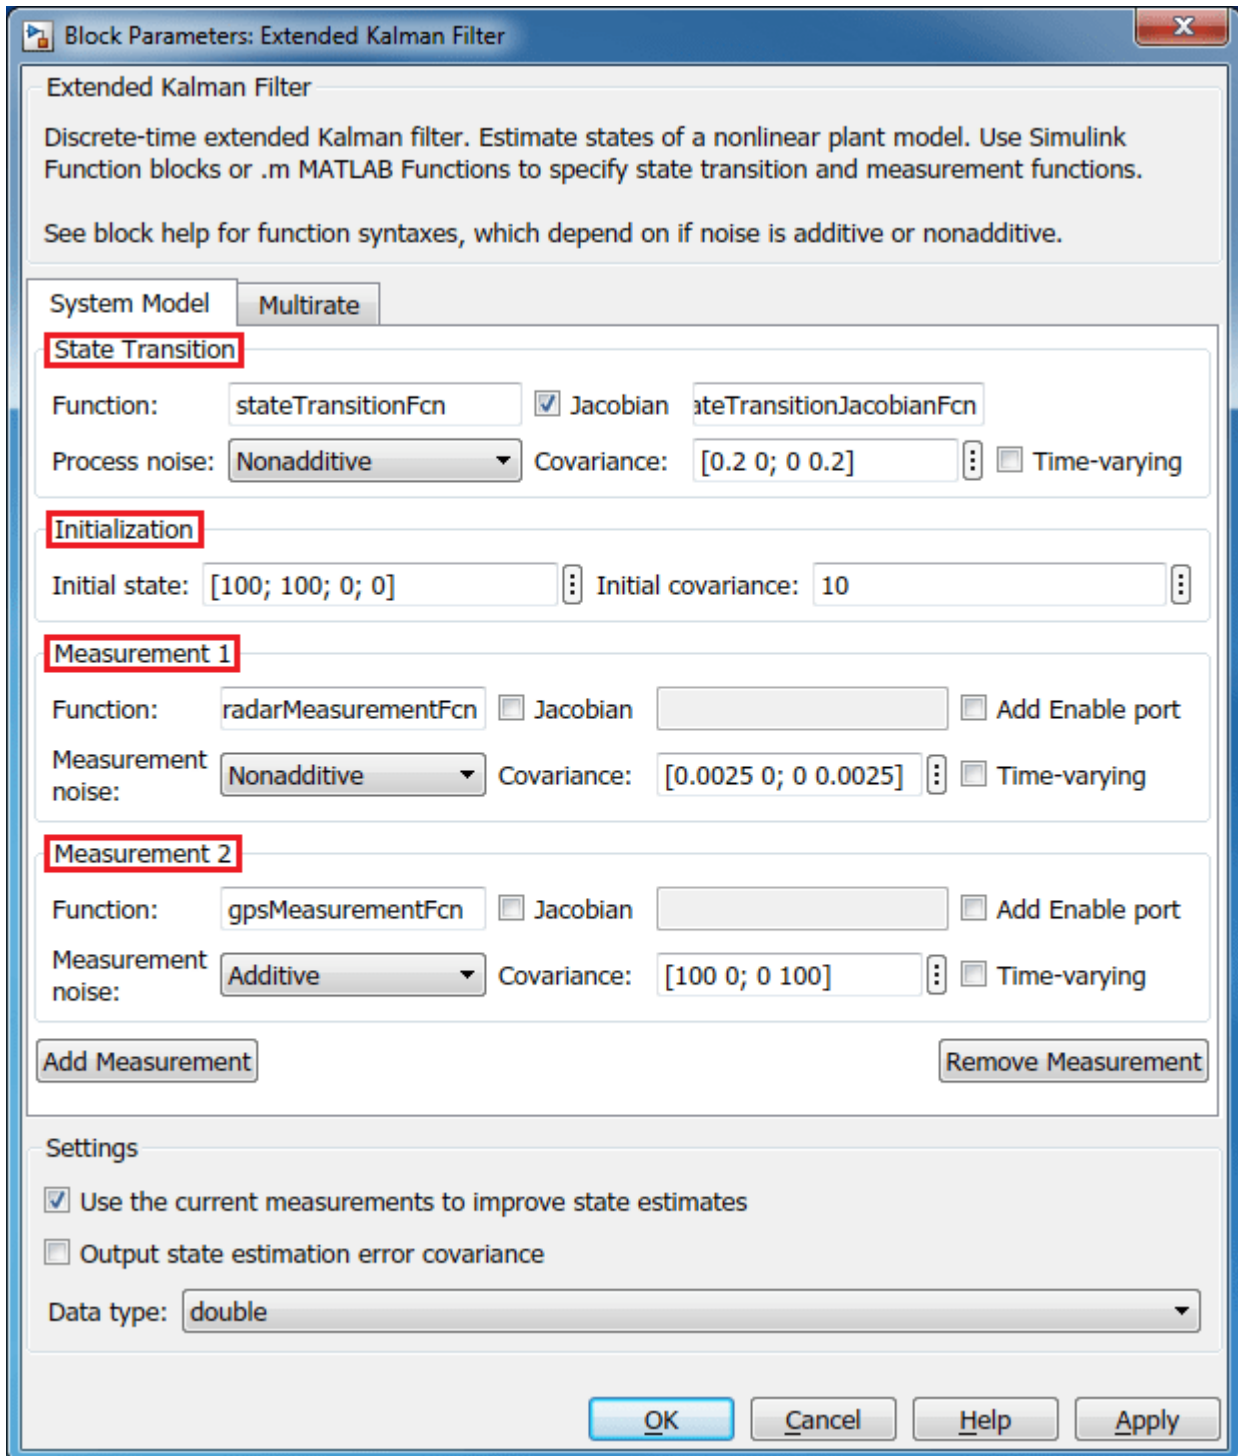 Block Parameters: Extended Kalman Filter
X
Extended Kalman Filter
Discrete-time extended Kalman filter. Estimate states of a nonlinear plant model. Use Simulink
Function blocks or .m MATLAB Functions to specify state transition and measurement functions.
See block help for function syntaxes, which depend on if noise is additive or nonadditive.
System Model Multirate
State Transition
Function: stateTransitionFcn Jacobian ateTransitionJacobianFcn
Process noise: Nonadditive Covariance: [0.2 0; 0 0.2] Time-varying
Initialization
Initial state: [100; 100; 0; 0] Initial covariance: 10
Measurement 1
Function: radarMeasurementFcn Jacobian Add Enable port
Measurement noise: Nonadditive Covariance: [0.0025 0; 0 0.0025] Time-varying
Measurement 2
Function: gpsMeasurementFcn Jacobian Add Enable port
Measurement noise: Additive Covariance: [100 0; 0 100] Time-varying
Add Measurement Remove Measurement
Settings
Use the current measurements to improve state estimates
Output state estimation error covariance
Data type: double
OK Cancel Help Apply